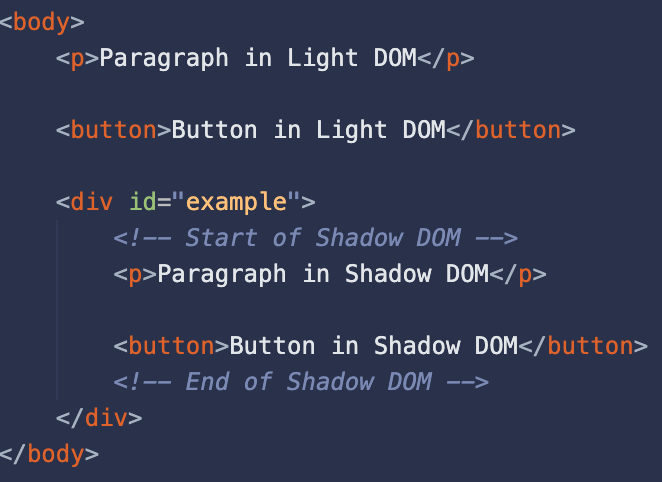 <body>
<p>Paragraph in Light DOM</p>
<button>Button in Light DOM</button>
<div id="example">
<!-- Start of Shadow DOM -->
<p>Paragraph in Shadow DOM</p>
<button>Button in Shadow DOM</button>
<!-- End of Shadow DOM -->
</div>
</body>